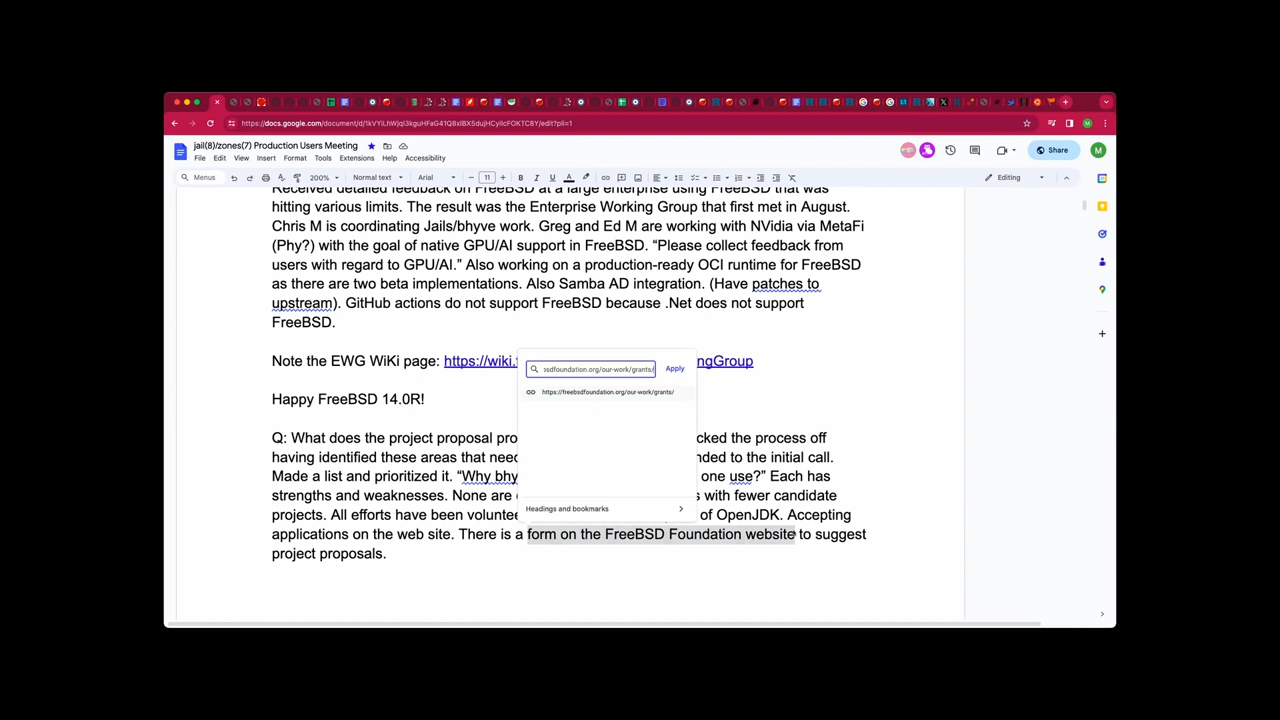 https://docs.google.com/document/d/1kVYiLhWjql3kguHFaG41Q8xlBX5dujHCyIlcFOKTC8Y/edit?pli=1
jail(8)/zones(7) Production Users Meeting
File Edit View Insert Format Tools Extensions Help Accessibility
Share
M
Menus 200% Normal text Arial 11 Editing
Received detailed feedback on FreeBSD at a large enterprise using FreeBSD that was
hitting various limits. The result was the Enterprise Working Group that first met in August.
Chris M is coordinating Jails/bhyve work. Greg and Ed M are working with NVidia via MetaFi
(Phy?) with the goal of native GPU/AI support in FreeBSD. “Please collect feedback from
users with regard to GPU/AI.” Also working on a production-ready OCI runtime for FreeBSD
as there are two beta implementations. Also Samba AD integration. (Have patches to
upstream). GitHub actions do not support FreeBSD because .Net does not support
FreeBSD.
Note the EWG WiKi page: https://wiki. ngGroup
sdfoundation.org/our-work/grants/ Apply
https://freebsdfoundation.org/our-work/grants/
Headings and bookmarks
Happy FreeBSD 14.0R!
Q: What does the project proposal pro cked the process off
having identified these areas that need nded to the initial call.
Made a list and prioritized it. “Why bhy one use?” Each has
strengths and weaknesses. None are s with fewer candidate
projects. All efforts have been voluntee of OpenJDK. Accepting
applications on the web site. There is a form on the FreeBSD Foundation website to suggest
project proposals.